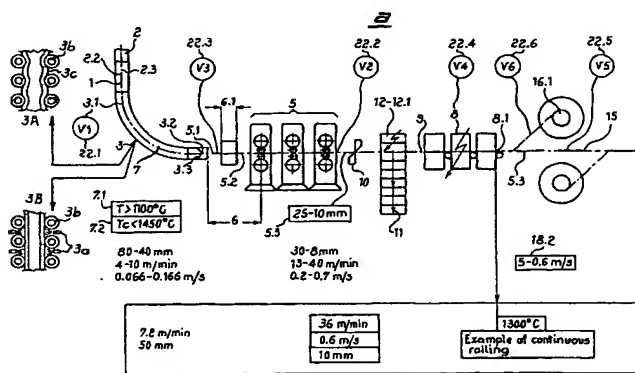 a
2
3b
3c
3A
2.2
1
2.3
3.1
V1
22.1
3
7
3.2
5.1
3.3
22.3
V3
6.1
5
22.2
V2
5.2
10
6
25-10mm
5.3
12-12.1
11
22.4
V4
9
8
8.1
22.6
V6
16.1
22.5
V5
15
5.3
3B
3b
3a
7.1
T>1100°C
7.2
Tc<1450°C
80-40mm
4-10 m/min
0.066-0.166 m/s
30-8mm
13-40 m/min
0.2-0.7 m/s
18.2
5-0.6 m/s
7.2 m/min
50 mm
36 m/min
0.6 m/s
10 mm
1300°C
Example of continuous
rolling